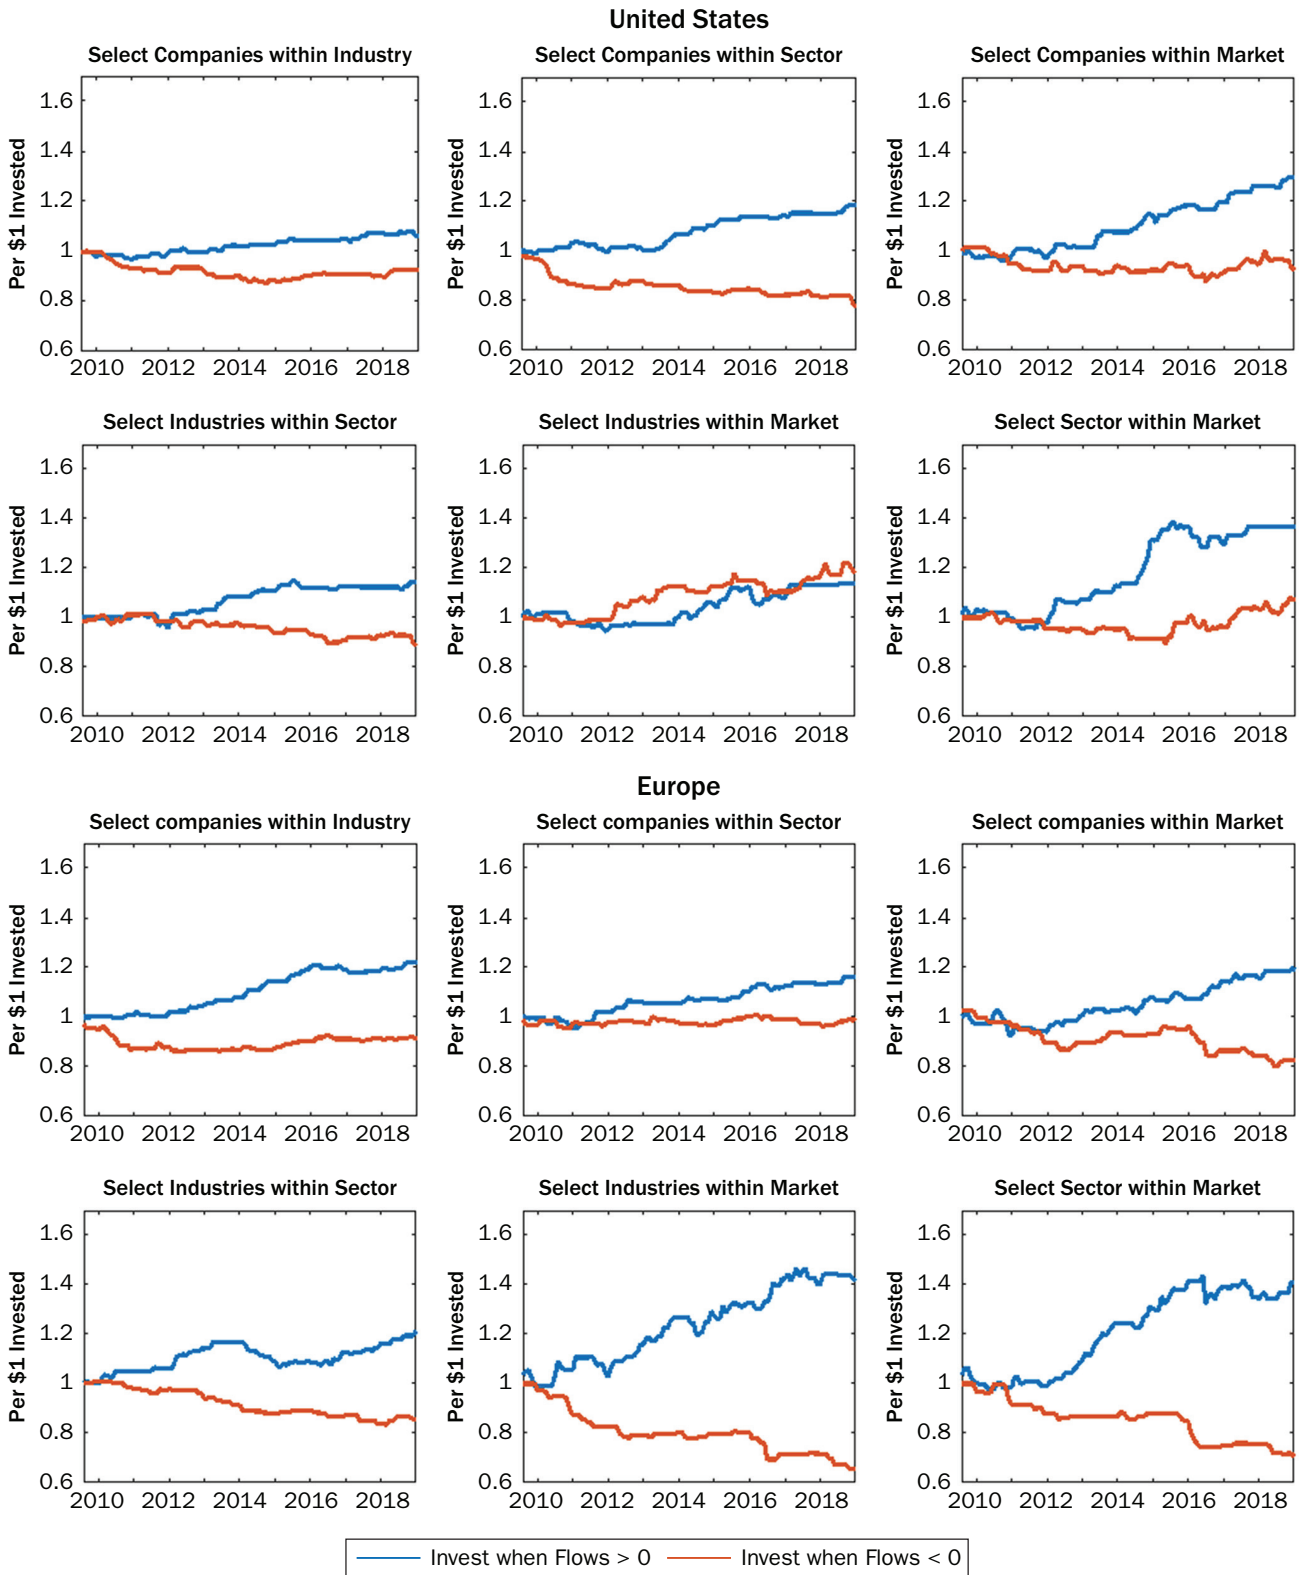 United States
Select Companies within Industry
Select Companies within Sector
Select Companies within Market
Per $1 Invested
1.6
1.4
1.2
1
0.8
0.6
2010 2012 2014 2016 2018
Per $1 Invested
1.6
1.4
1.2
1
0.8
0.6
2010 2012 2014 2016 2018
Per $1 Invested
1.6
1.4
1.2
1
0.8
0.6
2010 2012 2014 2016 2018
Select Industries within Sector
Select Industries within Market
Select Sector within Market
Per $1 Invested
1.6
1.4
1.2
1
0.8
0.6
2010 2012 2014 2016 2018
Per $1 Invested
1.6
1.4
1.2
1
0.8
0.6
2010 2012 2014 2016 2018
Per $1 Invested
1.6
1.4
1.2
1
0.8
0.6
2010 2012 2014 2016 2018
Europe
Select companies within Industry
Select companies within Sector
Select companies within Market
Per $1 Invested
1.6
1.4
1.2
1
0.8
0.6
2010 2012 2014 2016 2018
Per $1 Invested
1.6
1.4
1.2
1
0.8
0.6
2010 2012 2014 2016 2018
Per $1 Invested
1.6
1.4
1.2
1
0.8
0.6
2010 2012 2014 2016 2018
Select Industries within Sector
Select Industries within Market
Select Sector within Market
Per $1 Invested
1.6
1.4
1.2
1
0.8
0.6
2010 2012 2014 2016 2018
Per $1 Invested
1.6
1.4
1.2
1
0.8
0.6
2010 2012 2014 2016 2018
Per $1 Invested
1.6
1.4
1.2
1
0.8
0.6
2010 2012 2014 2016 2018
Invest when Flows > 0
Invest when Flows < 0